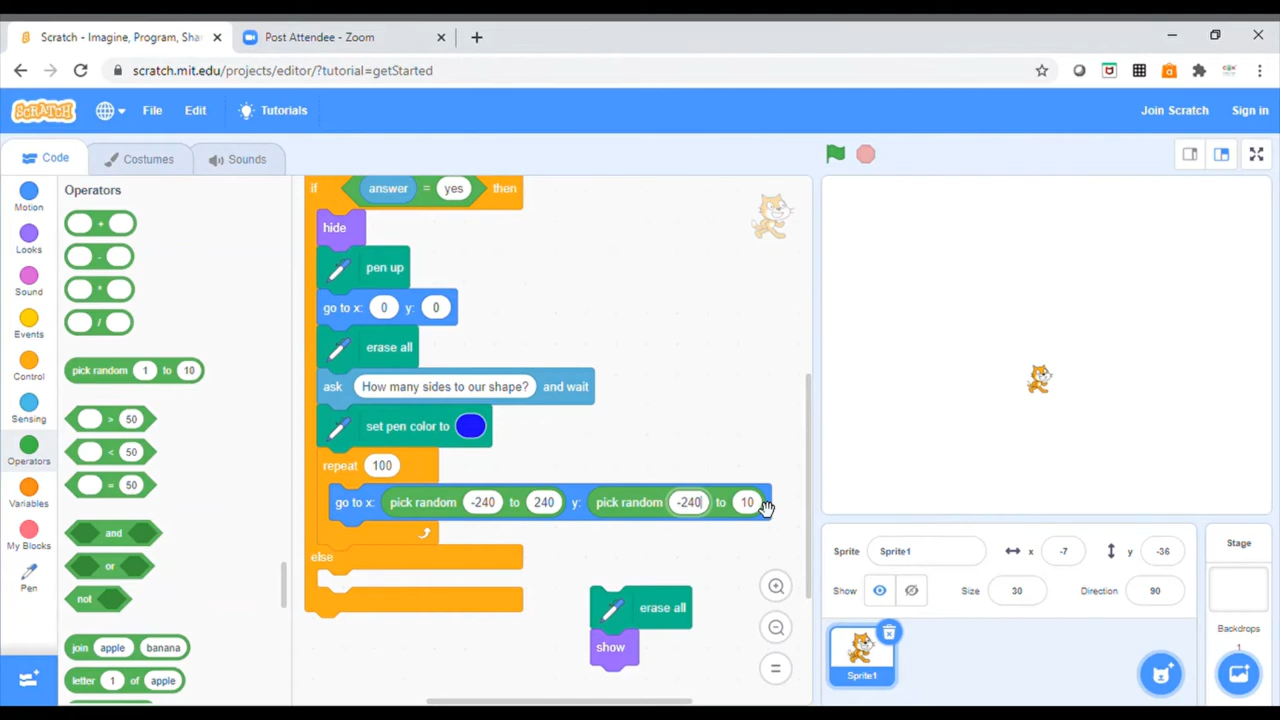 Scratch - Imagine, Program, Sha
Post Attendee - Zoom
scratch.mit.edu/projects/editor/?tutorial=getStarted
SCRATCH
File
Edit
Tutorials
Join Scratch
Sign in
Code
Costumes
Sounds
Motion
Looks
Sound
Events
Control
Sensing
Operators
Variables
My Blocks
Pen
Operators
+
-
*
/
pick random 1 to 10
> 50
< 50
= 50
and
or
not
join apple banana
letter 1 of apple
if answer = yes then
hide
pen up
go to x: 0 y: 0
erase all
ask How many sides to our shape? and wait
set pen color to
repeat 100
go to x: pick random -240 to 240 y: pick random -240 to 10
else
erase all
show
Sprite Sprite1 x -7 y -36
Show Size 30 Direction 90
Sprite1
Stage
Backdrops
1